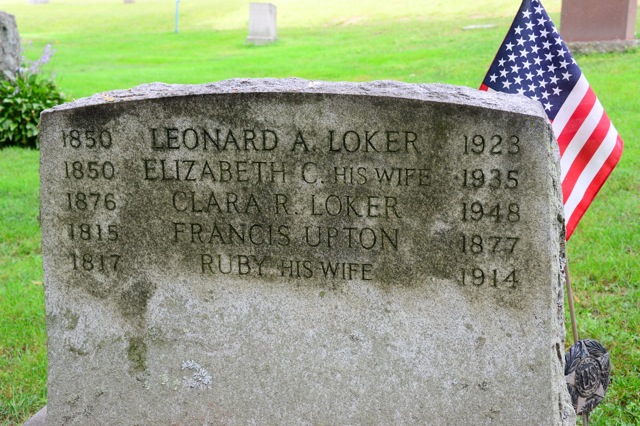 1850 LEONARD A. LOKER 1923
1850 ELIZABETH C. HIS WIFE 1935
1876 CLARA R. LOKER 1948
1815 FRANCIS UPTON 1877
1817 RUBY HIS WIFE 1914